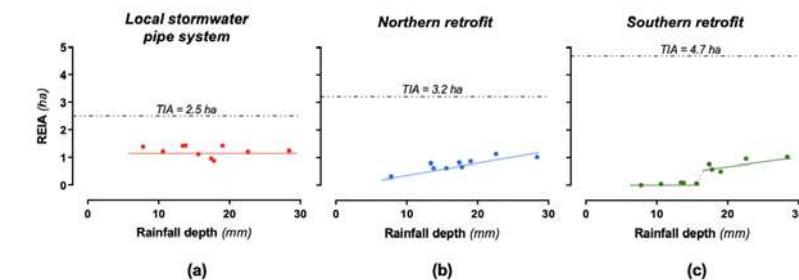 Local stormwater
pipe system
Northern retrofit
Southern retrofit
5
4
3
2
1
0
REIA (ha)
TIA = 2.5 ha
TIA = 3.2 ha
TIA = 4.7 ha
0 10 20 30
0 10 20 30
0 10 20 30
Rainfall depth (mm)
Rainfall depth (mm)
Rainfall depth (mm)
(a)
(b)
(c)